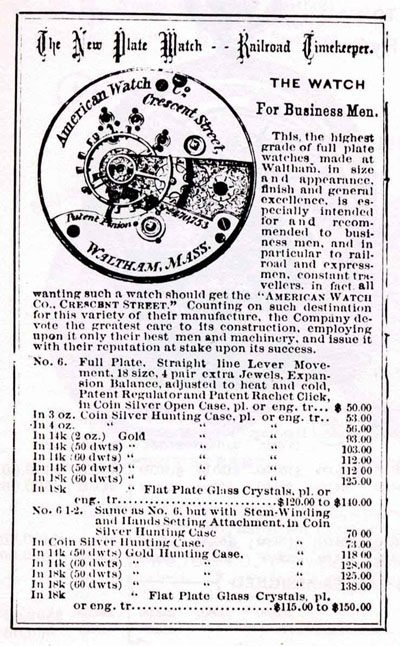 The New Plate Watch - - Railroad Timekeeper.
American Watch Co.
Crescent Street,
Patent Pinion
WALTHAM, MASS.
THE WATCH
For Business Men.
This, the highest
grade of full plate
watches made at
Waltham, in size
and appearance,
finish and general
excellence, is es-
pecially intended
for and recom-
mended to busi-
ness men, and in
particular to rail-
road and express-
men, constant tra-
vellers, in fact all
wanting such a watch should get the "AMERICAN WATCH
CO., CRESCENT STREET." Counting on such destination
for this variety of their manufacture, the Company de-
vote the greatest care to its construction, employing
upon it only their best men and machinery, and issue it
with their reputation at stake upon its success.
No. 6. Full Plate, Straight line Lever Move-
ment, 18 size, 4 pair extra Jewels, Expan-
sion Balance, adjusted to heat and cold,
Patent Regulator and Patent Rachet Click,
in Coin Silver Open Case, pl. or eng. tr... $ 50.00
In 3 oz. Coin Silver Hunting Case, pl. or eng. tr.. 53.00
In 4 oz. " " " 56.00
In 14k (2 oz.) Gold " " 93.00
In 14k (50 dwts) " " " 103.00
In 14k (60 dwts) " " " 112.00
In 14k (50 dwts) " " " 112 00
In 18k (60 dwts) " " " 125.00
In 18k " Flat Plate Glass Crystals, pl. or
eng. tr........................$120.00 to $140.00
No. 6 1-2. Same as No. 6, but with Stem-Winding
and Hands Setting Attachment, in Coin
Silver Hunting Case 70 00
In Coin Silver Hunting Case. " 73 00
In 14k (50 dwts) Gold Hunting Case, " 118 00
In 14k (60 dwts) " " " 128.00
In 18k (50 dwts) " " " 125.00
In 18k (60 dwts) " " " 138.00
In 18k " Flat Plate Glass Crystals, pl.
or eng. tr.....................$115.00 to $150.00